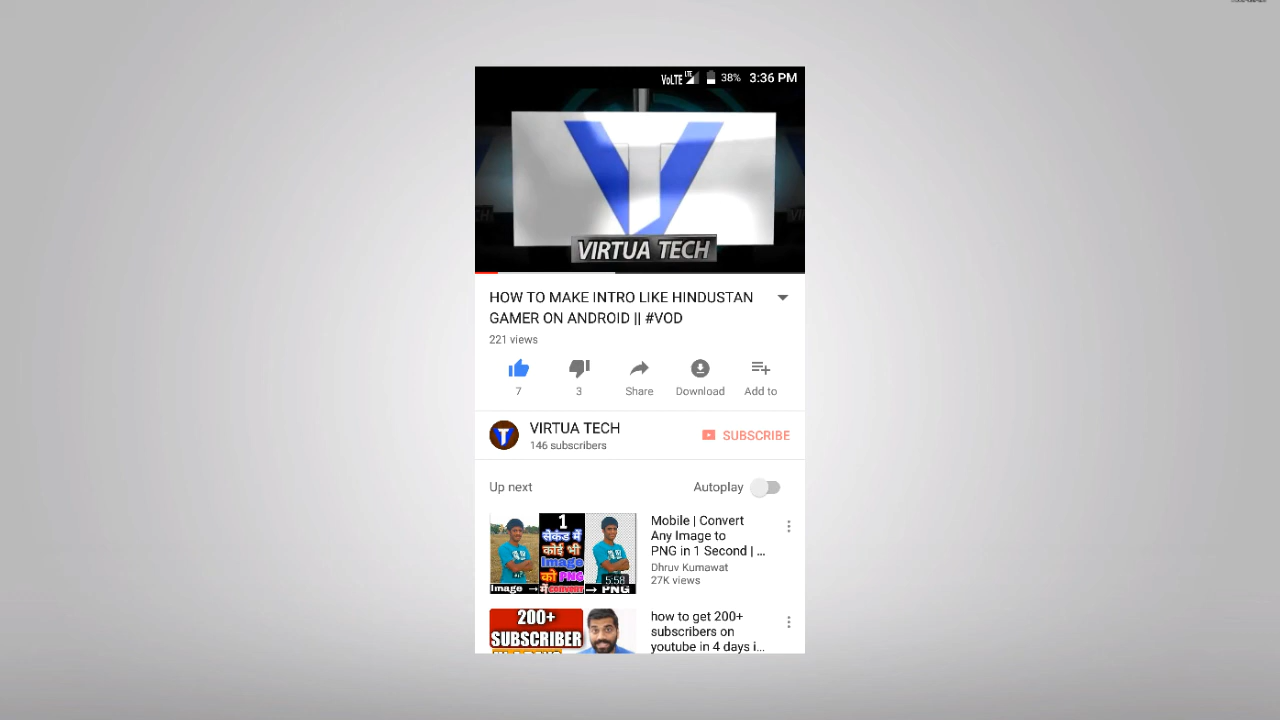 VoLTE LTE 38% 3:36 PM
VIRTUA TECH
HOW TO MAKE INTRO LIKE HINDUSTAN
GAMER ON ANDROID || #VOD
221 views
7 3 Share Download Add to
VIRTUA TECH
146 subscribers
SUBSCRIBE
Up next Autoplay
1
सेकंड में
कोई भी
Imago
को PNG
में CONVERT
Image → → PNG
5:58
Mobile | Convert
Any Image to
PNG in 1 Second | ...
Dhruv Kumawat
27K views
200+
SUBSCRIBER
how to get 200+
subscribers on
youtube in 4 days i...